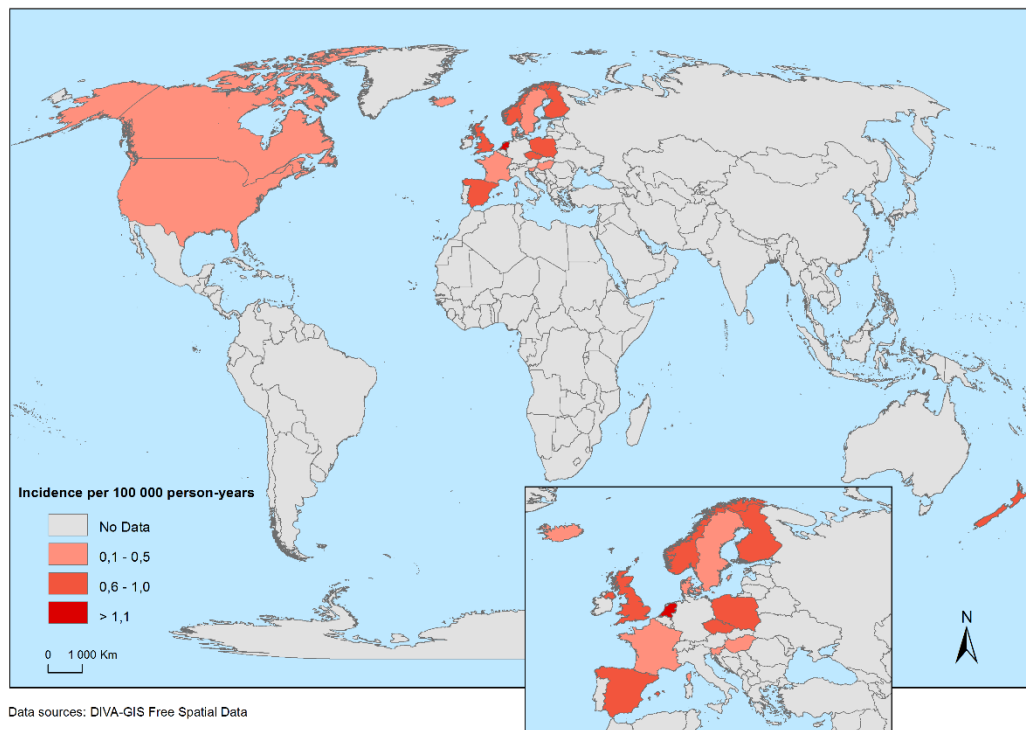 Incidence per 100 000 person-years
No Data
0,1 - 0,5
0,6 - 1,0
> 1,1
0 1 000 Km
N
Data sources: DIVA-GIS Free Spatial Data